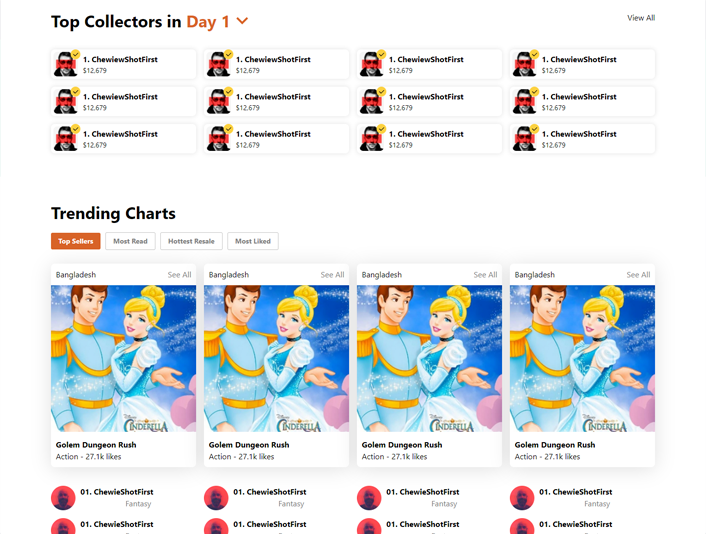 Top Collectors in Day 1
View All
1. ChewiewShotFirst
$12.679
1. ChewiewShotFirst
$12.679
1. ChewiewShotFirst
$12.679
1. ChewiewShotFirst
$12.679
1. ChewiewShotFirst
$12.679
1. ChewiewShotFirst
$12.679
1. ChewiewShotFirst
$12.679
1. ChewiewShotFirst
$12.679
1. ChewiewShotFirst
$12.679
1. ChewiewShotFirst
$12.679
1. ChewiewShotFirst
$12.679
1. ChewiewShotFirst
$12.679
Trending Charts
Top Sellers
Most Read
Hottest Resale
Most Liked
Bangladesh See All
CINDERELLA
Golem Dungeon Rush
Action - 27.1k likes
Bangladesh See All
CINDERELLA
Golem Dungeon Rush
Action - 27.1k likes
Bangladesh See All
CINDERELLA
Golem Dungeon Rush
Action - 27.1k likes
Bangladesh See All
CINDERELLA
Golem Dungeon Rush
Action - 27.1k likes
01. ChewieShotFirst
Fantasy
01. ChewieShotFirst
Fantasy
01. ChewieShotFirst
Fantasy
01. ChewieShotFirst
Fantasy
01. ChewieShotFirst
01. ChewieShotFirst
01. ChewieShotFirst
01. ChewieShotFirst